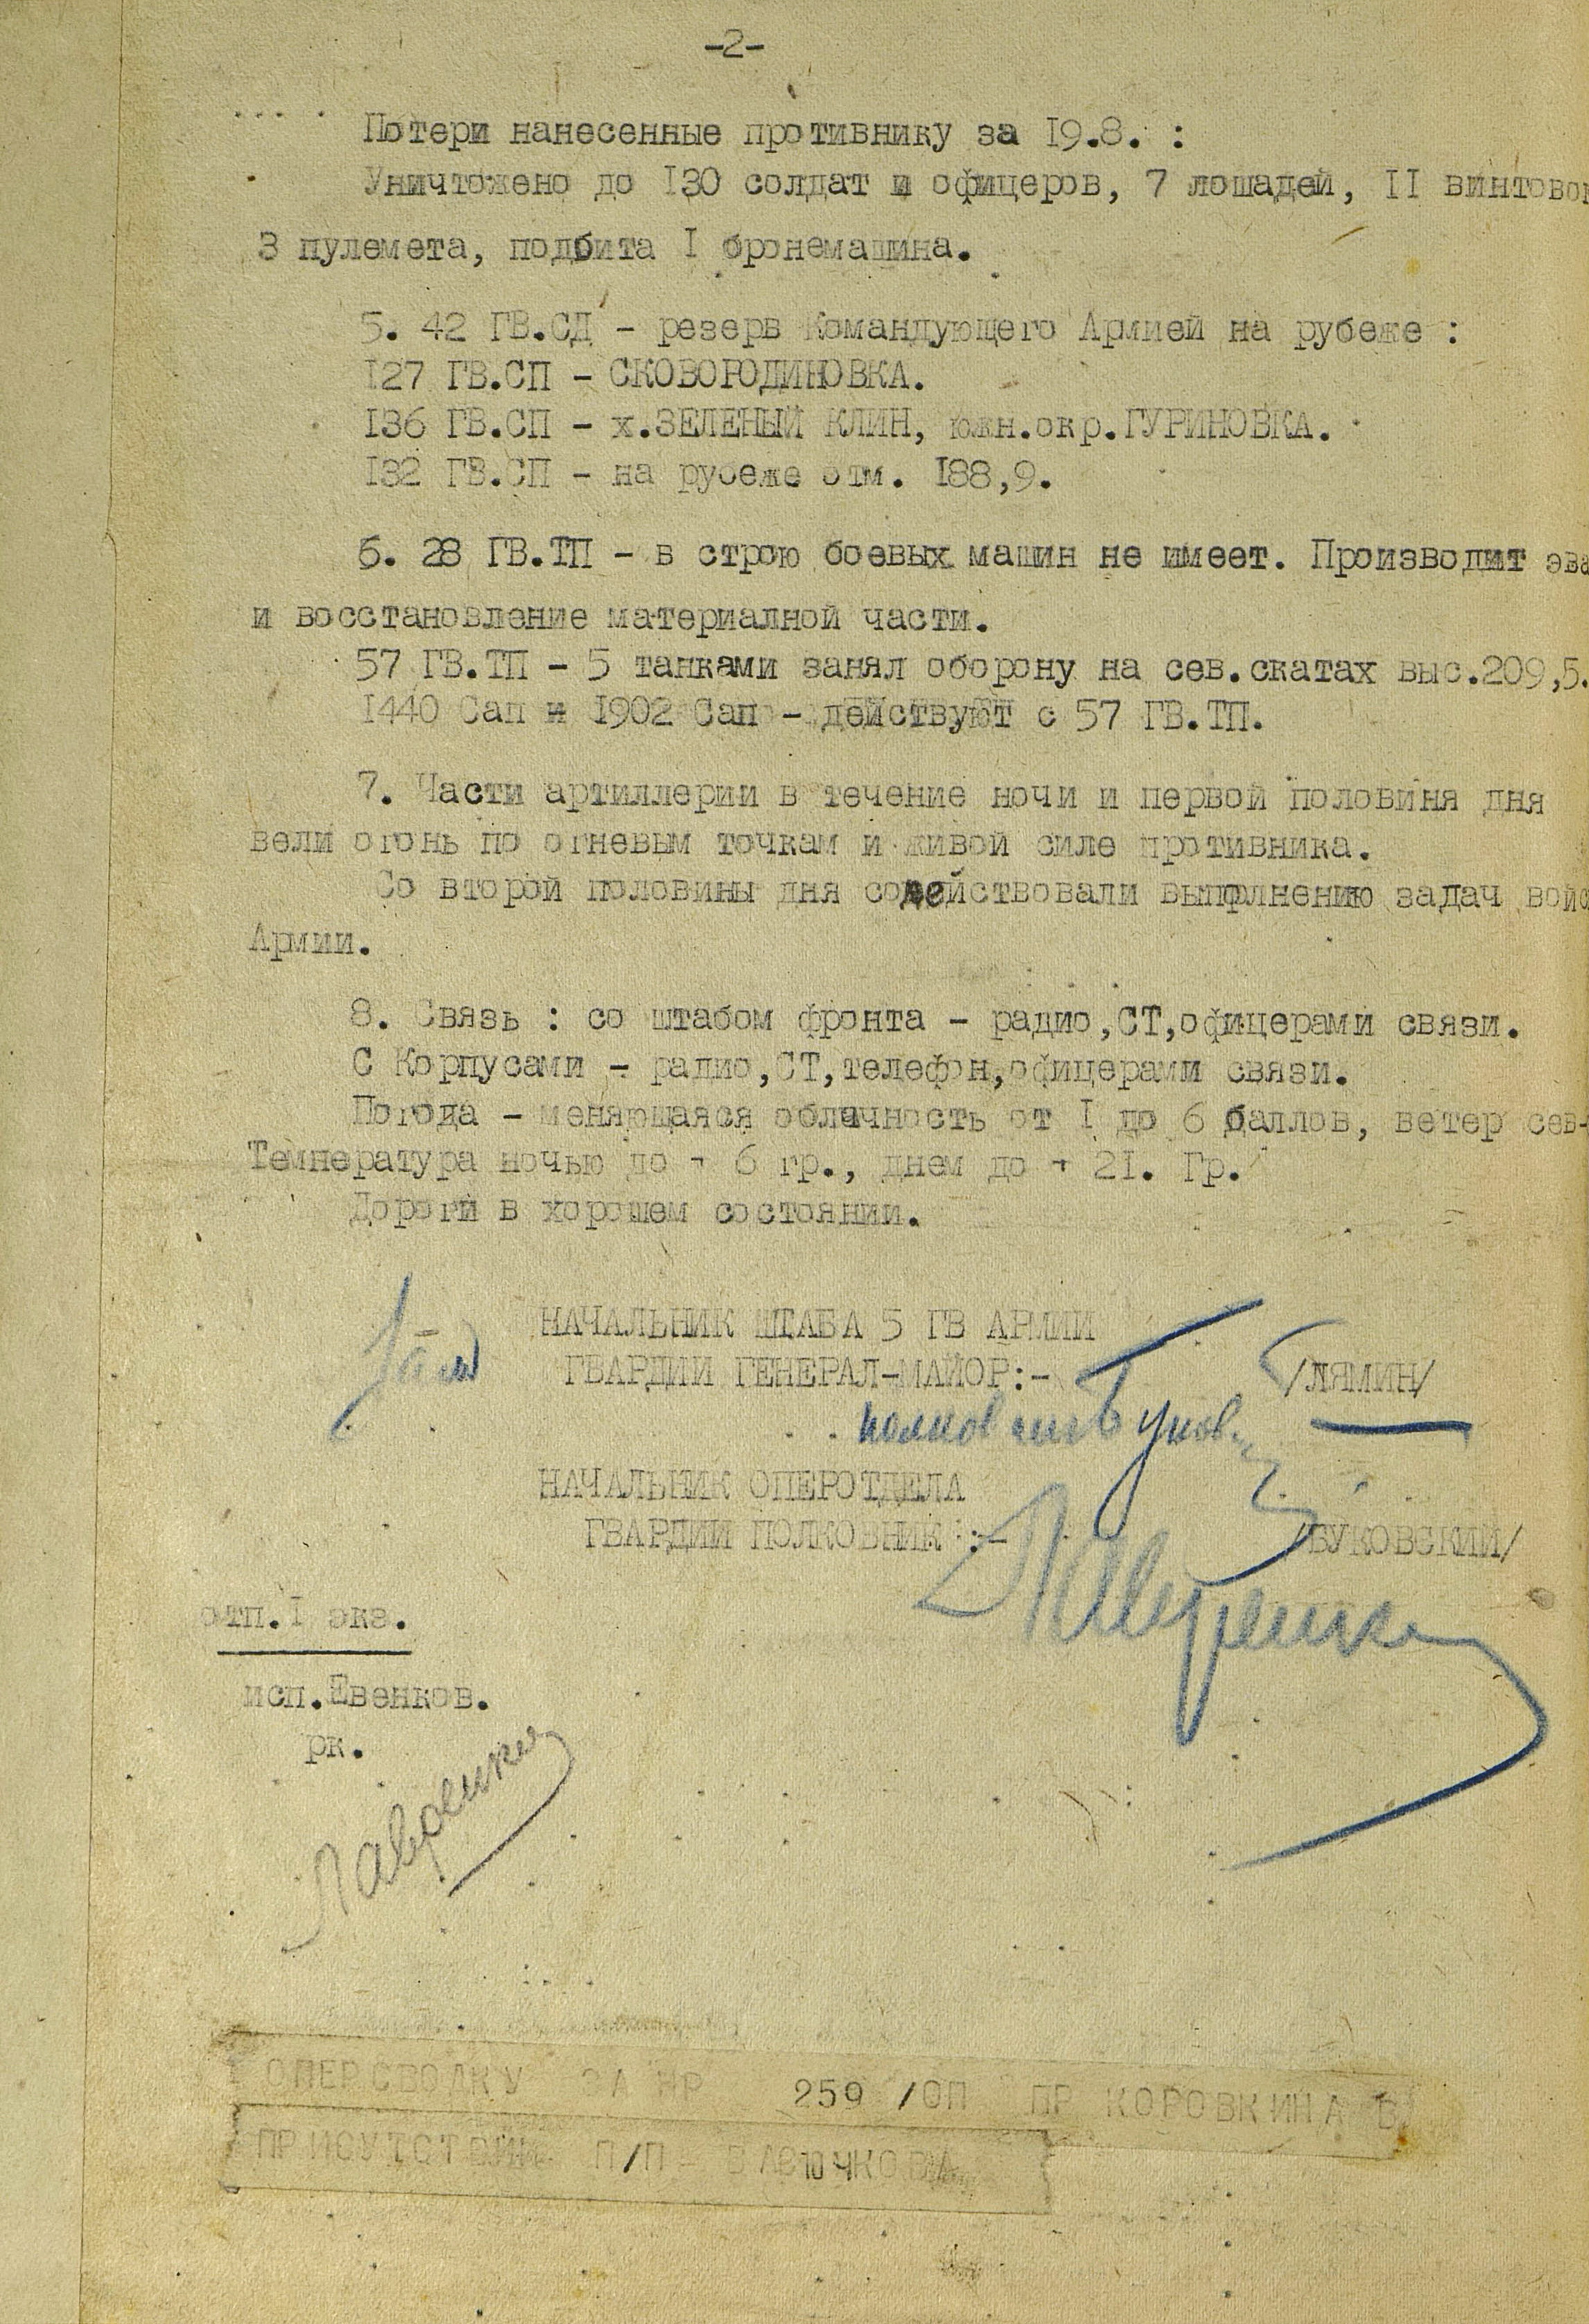 -2-
Потери нанесенные противнику за 19.8. :
Уничтожено до 130 солдат и офицеров, 7 лошадей, 11 винтовок
3 пулемета, подбита 1 бронемашина.
5. 42 ГВ.СД - резерв Командующего Армией на рубеже :
127 ГВ.СП - СКОВОРОДИНОВКА.
136 ГВ.СП - х.ЗЕЛЕНЫЙ КЛИН, южн.окр.ГУРИНОВКА.
132 ГВ.СП - на рубеже отм. 188,9.
6. 28 ГВ.ТП - в строю боевых машин не имеет. Производит эва
и восстановление материалной части.
57 ГВ.ТП - 5 танками занял оборону на сев.скатах выс.209,5.
1440 Сап и 1902 Сап - действуют с 57 ГВ.ТП.
7. Части артиллерии в течение ночи и первой половиня дня
вели огонь по огневым точкам и живой силе противника.
Со второй половины дня содействовали выполнению задач войс
Армии.
8. Связь : со штабом фронта - радио,СТ,офицерами связи.
С Корпусами - радио,СТ,телефон,офицерами связи.
Погода - меняющаяся облачность от 1 до 6 баллов, ветер сев-
Темнература ночью до + 6 гр., днем до + 21. Гр.
Дороги в хорошем состоянии.
НАЧАЛЬНИК ШТАБА 5 ГВ АРМИИ
ГВАРДИИ ГЕНЕРАЛ-МАЙОР:- /ЛЯМИН/
НАЧАЛЬНИК ОПЕРОТДЕЛА
ГВАРДИИ ПОЛКОВНИК :- /БУКОВСКИЙ/
отп.1 экз.
исп.Евенков.
рк.
ОПЕРСВОДКУ ЗА НР 259 /ОП ПР КОРОВКИНА В
ПРИСУТСТВИИ П/П